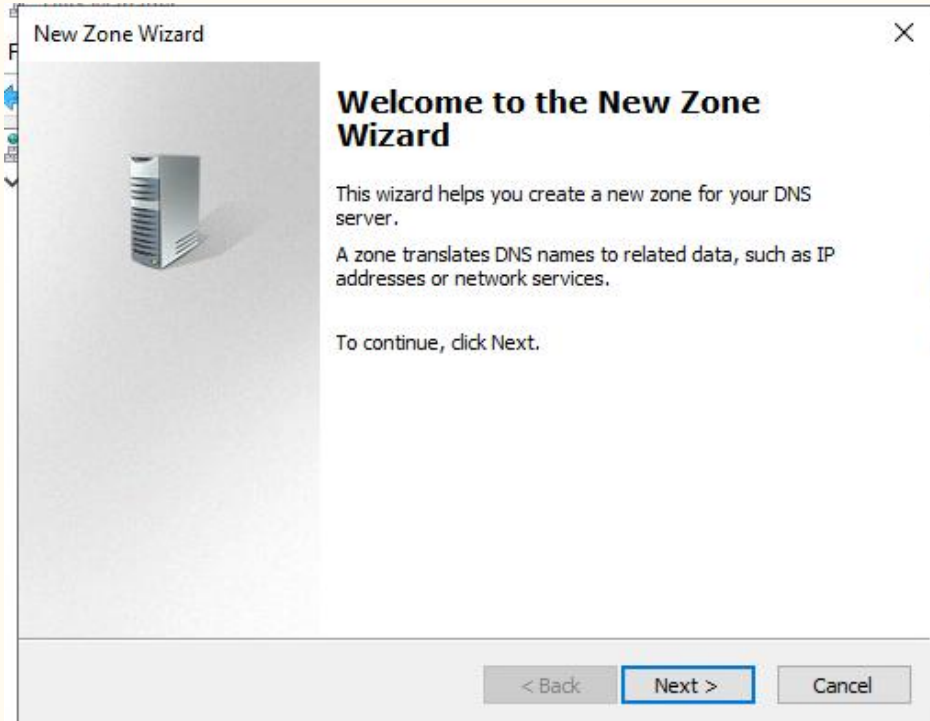 New Zone Wizard
Welcome to the New Zone
Wizard
This wizard helps you create a new zone for your DNS
server.
A zone translates DNS names to related data, such as IP
addresses or network services.
To continue, click Next.
< Back
Next >
Cancel